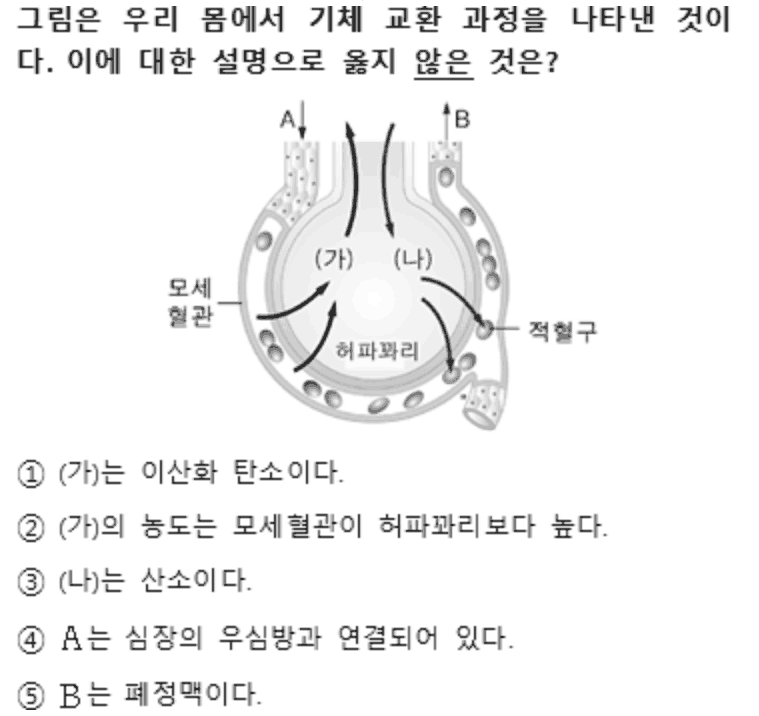 그림은 우리 몸에서 기체 교환 과정을 나타낸 것이
다. 이에 대한 설명으로 옳지 않은 것은?
A
B
(가)
(나)
모세
혈관
적혈구
허파꽈리
① (가)는 이산화 탄소이다.
② (가)의 농도는 모세혈관이 허파꽈리보다 높다.
③ (나)는 산소이다.
④ A는 심장의 우심방과 연결되어 있다.
⑤ B는 폐정맥이다.